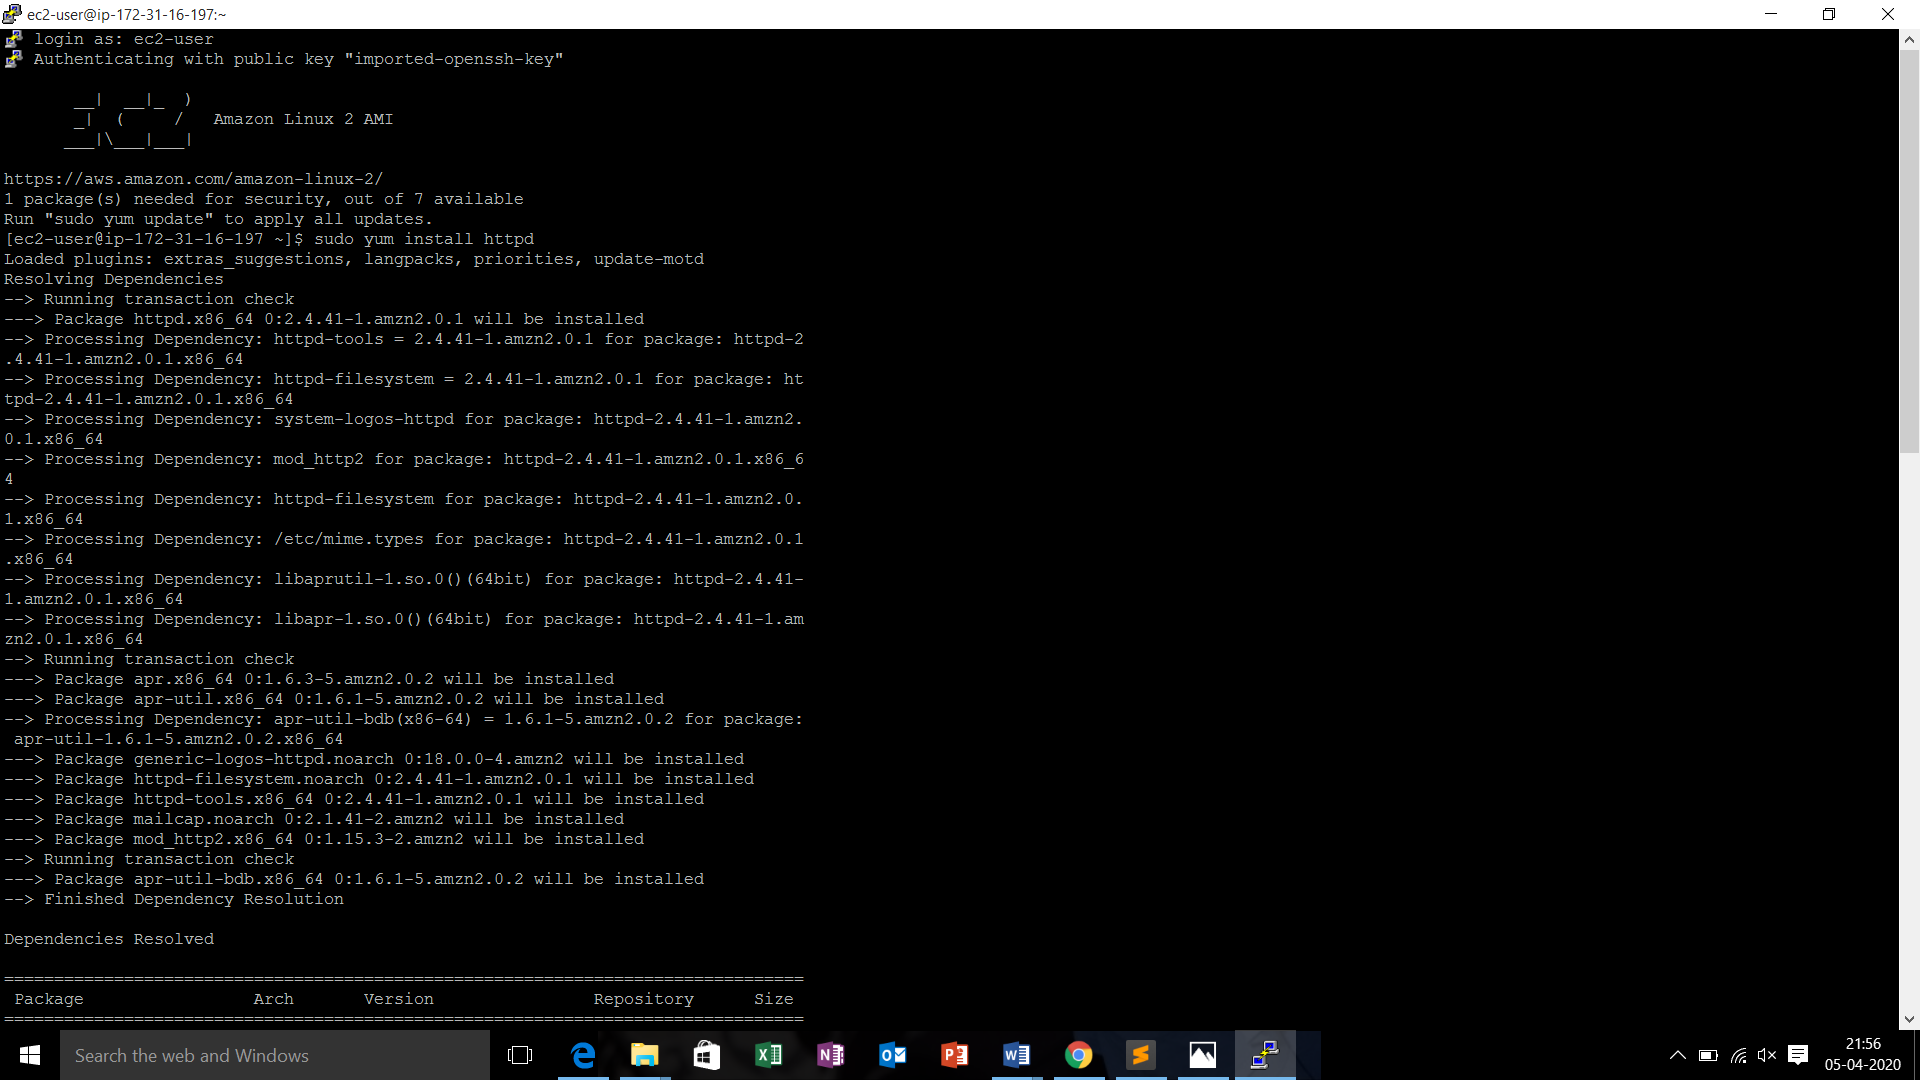 ec2-user@ip-172-31-16-197:~
login as: ec2-user
Authenticating with public key "imported-openssh-key"
       __|  __|_  )
       _|  (     /   Amazon Linux 2 AMI
      ___|\___|___|
https://aws.amazon.com/amazon-linux-2/
1 package(s) needed for security, out of 7 available
Run "sudo yum update" to apply all updates.
[ec2-user@ip-172-31-16-197 ~]$ sudo yum install httpd
Loaded plugins: extras_suggestions, langpacks, priorities, update-motd
Resolving Dependencies
--> Running transaction check
---> Package httpd.x86_64 0:2.4.41-1.amzn2.0.1 will be installed
--> Processing Dependency: httpd-tools = 2.4.41-1.amzn2.0.1 for package: httpd-2
.4.41-1.amzn2.0.1.x86_64
--> Processing Dependency: httpd-filesystem = 2.4.41-1.amzn2.0.1 for package: ht
tpd-2.4.41-1.amzn2.0.1.x86_64
--> Processing Dependency: system-logos-httpd for package: httpd-2.4.41-1.amzn2.
0.1.x86_64
--> Processing Dependency: mod_http2 for package: httpd-2.4.41-1.amzn2.0.1.x86_6
4
--> Processing Dependency: httpd-filesystem for package: httpd-2.4.41-1.amzn2.0.
1.x86_64
--> Processing Dependency: /etc/mime.types for package: httpd-2.4.41-1.amzn2.0.1
.x86_64
--> Processing Dependency: libaprutil-1.so.0()(64bit) for package: httpd-2.4.41-
1.amzn2.0.1.x86_64
--> Processing Dependency: libapr-1.so.0()(64bit) for package: httpd-2.4.41-1.am
zn2.0.1.x86_64
--> Running transaction check
---> Package apr.x86_64 0:1.6.3-5.amzn2.0.2 will be installed
---> Package apr-util.x86_64 0:1.6.1-5.amzn2.0.2 will be installed
--> Processing Dependency: apr-util-bdb(x86-64) = 1.6.1-5.amzn2.0.2 for package:
 apr-util-1.6.1-5.amzn2.0.2.x86_64
---> Package generic-logos-httpd.noarch 0:18.0.0-4.amzn2 will be installed
---> Package httpd-filesystem.noarch 0:2.4.41-1.amzn2.0.1 will be installed
---> Package httpd-tools.x86_64 0:2.4.41-1.amzn2.0.1 will be installed
---> Package mailcap.noarch 0:2.1.41-2.amzn2 will be installed
---> Package mod_http2.x86_64 0:1.15.3-2.amzn2 will be installed
--> Running transaction check
---> Package apr-util-bdb.x86_64 0:1.6.1-5.amzn2.0.2 will be installed
--> Finished Dependency Resolution
Dependencies Resolved
================================================================================
 Package                 Arch       Version                Repository      Size
================================================================================
Search the web and Windows
21:56
05-04-2020